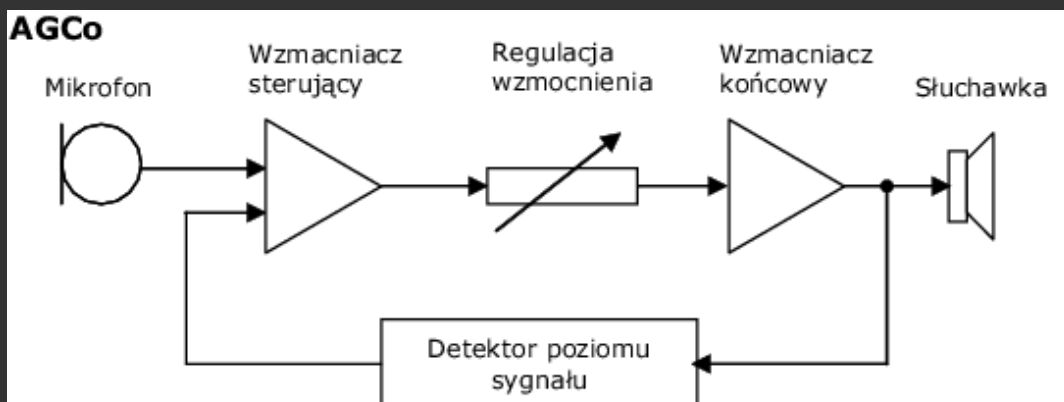 AGCo
Mikrofon
Wzmacniacz
sterujący
Regulacja
wzmocnienia
Wzmacniacz
końcowy
Słuchawka
Detektor poziomu
sygnału